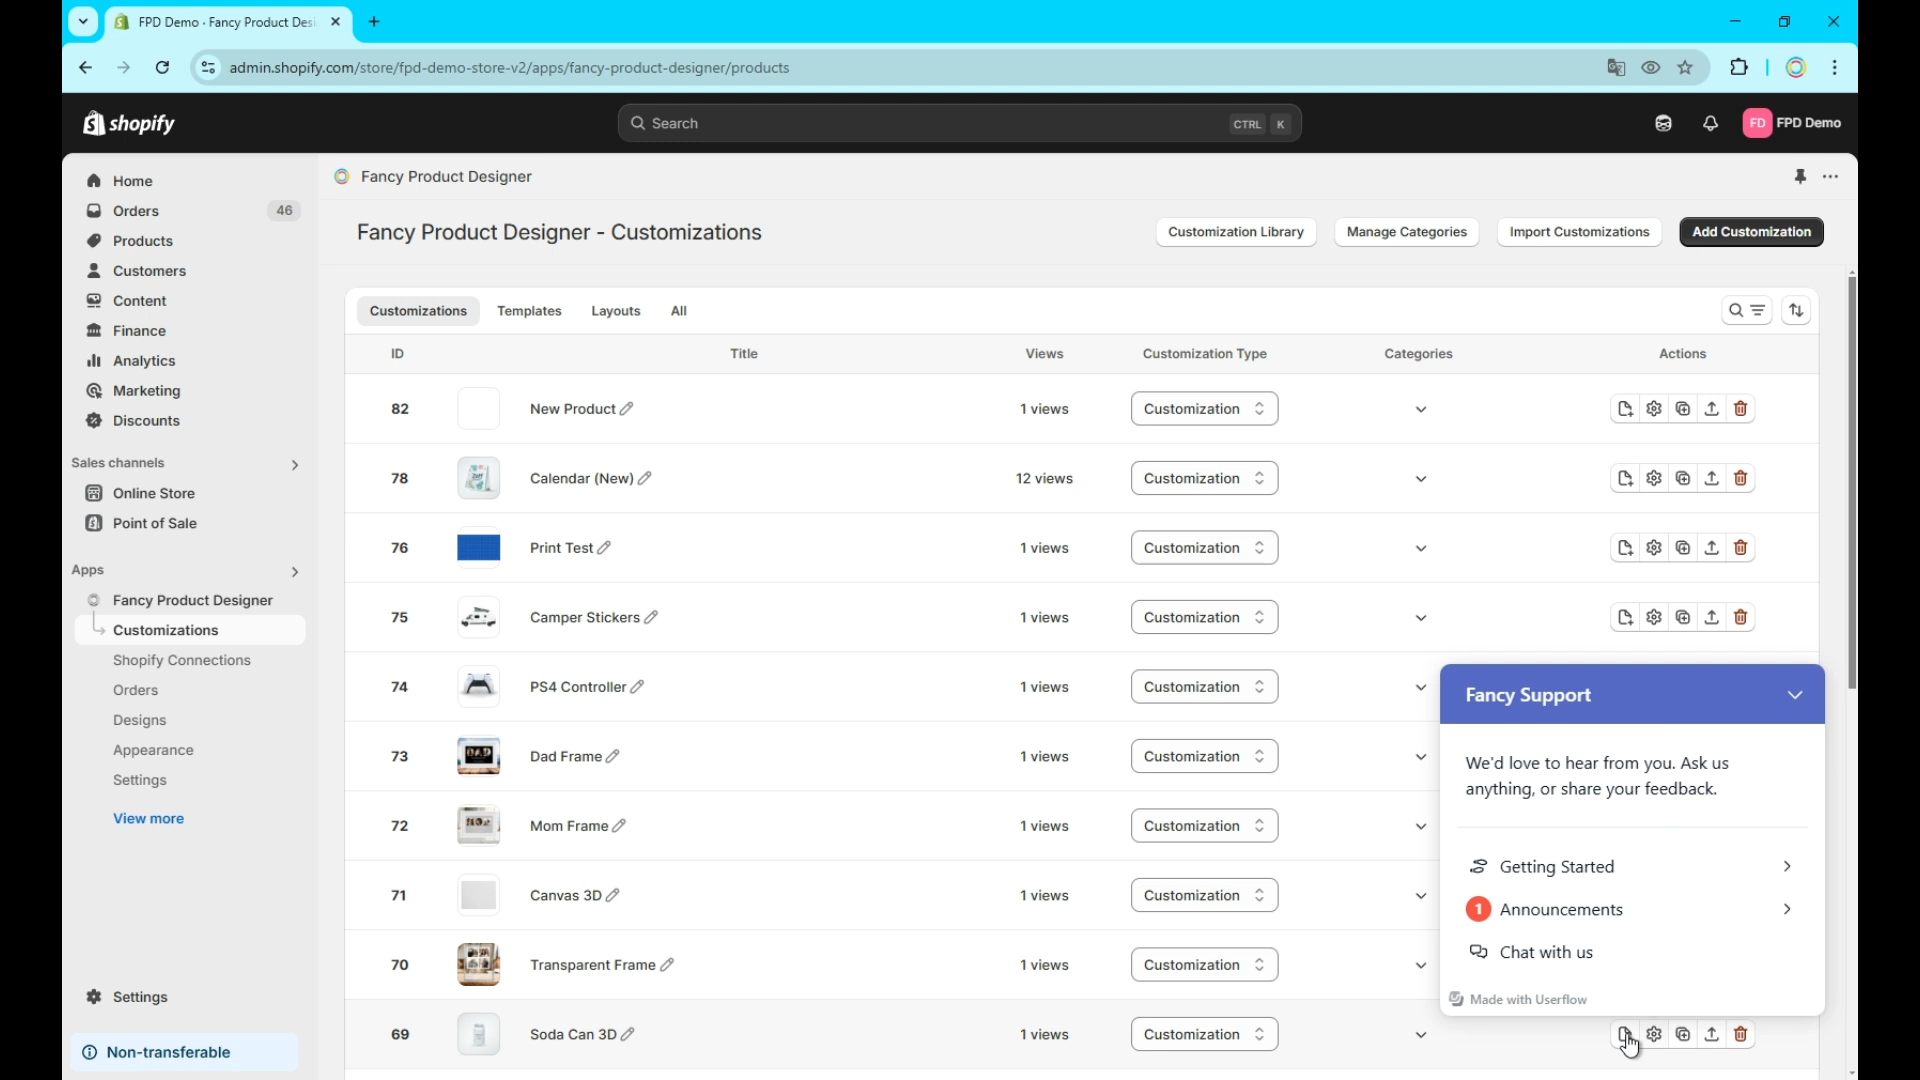 FPD Demo · Fancy Product Desi
admin.shopify.com/store/fpd-demo-store-v2/apps/fancy-product-designer/products
shopify
Search
CTRL K
FD FPD Demo
Home
Orders 46
Products
Customers
Content
Finance
Analytics
Marketing
Discounts
Sales channels
Online Store
Point of Sale
Apps
Fancy Product Designer
Customizations
Shopify Connections
Orders
Designs
Appearance
Settings
View more
Settings
Non-transferable
Fancy Product Designer
Fancy Product Designer - Customizations
Customization Library Manage Categories Import Customizations Add Customization
Customizations Templates Layouts All
ID Title Views Customization Type Categories Actions
82 New Product 1 views Customization
78 Calendar (New) 12 views Customization
76 Print Test 1 views Customization
75 Camper Stickers 1 views Customization
74 PS4 Controller 1 views Customization
73 DAD Dad Frame 1 views Customization
72 Mom Frame 1 views Customization
71 Canvas 3D 1 views Customization
70 Transparent Frame 1 views Customization
69 Soda Can 3D 1 views Customization
Fancy Support
We'd love to hear from you. Ask us
anything, or share your feedback.
Getting Started
1 Announcements
Chat with us
Made with Userflow